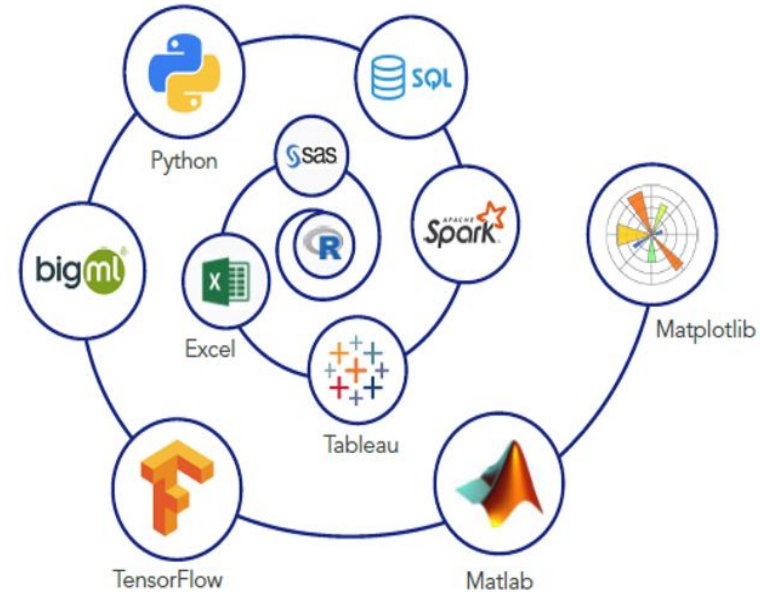 SQL
Python
sas
APACHE
Spark
bigml
R
X
Excel
Matplotlib
Tableau
TensorFlow
Matlab